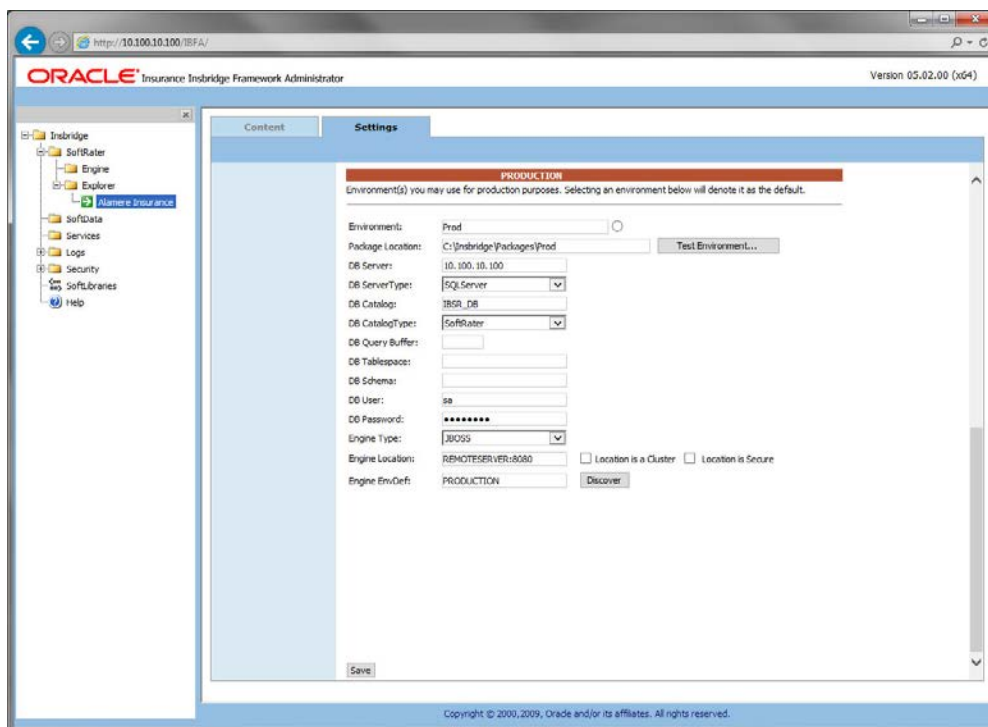 http://10.100.10.100/IBFA/
ORACLE Insurance Insbridge Framework Administrator
Version 05.02.00 (x64)
Insbridge
SoftRater
Engine
Explorer
Alamere Insurance
SoftData
Services
Logs
Security
SoftLibraries
Help
Content
Settings
PRODUCTION
Environment(s) you may use for production purposes. Selecting an environment below will denote it as the default.
Environment: Prod
Package Location: C:\Insbridge\Packages\Prod Test Environment...
DB Server: 10.100.10.100
DB ServerType: SQLServer
DB Catalog: IBSR_DB
DB CatalogType: SoftRater
DB Query Buffer:
DB Tablespace:
DB Schema:
DB User: sa
DB Password: ●●●●●●●●
Engine Type: JBOSS
Engine Location: REMOTESERVER:8080 Location is a Cluster Location is Secure
Engine EnvDef: PRODUCTION Discover
Save
Copyright © 2000,2009, Oracle and/or its affiliates. All rights reserved.